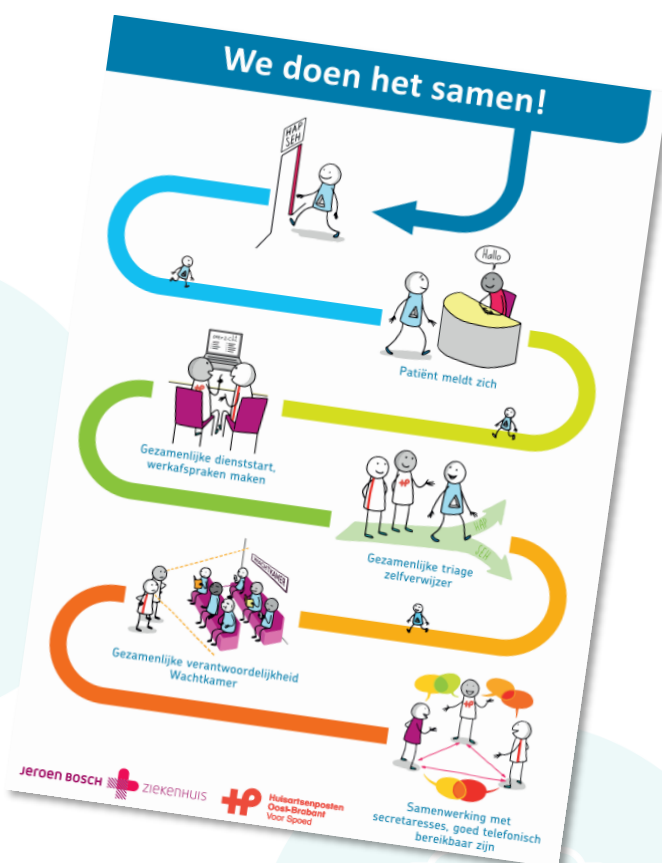 We doen het samen!
HAP
SEH
Hallo
Patiënt meldt zich
Gezamenlijke dienststart,
werkafspraken maken
HAP
SEH
Gezamenlijke triage
zelfverwijzer
WACHTKAMER
Gezamenlijke verantwoordelijkheid
Wachtkamer
Samenwerking met
secretaresses, goed telefonisch
bereikbaar zijn
Jeroen Bosch ZIEKENHUIS
Huisartsenposten
Oost-Brabant
Voor Spoed